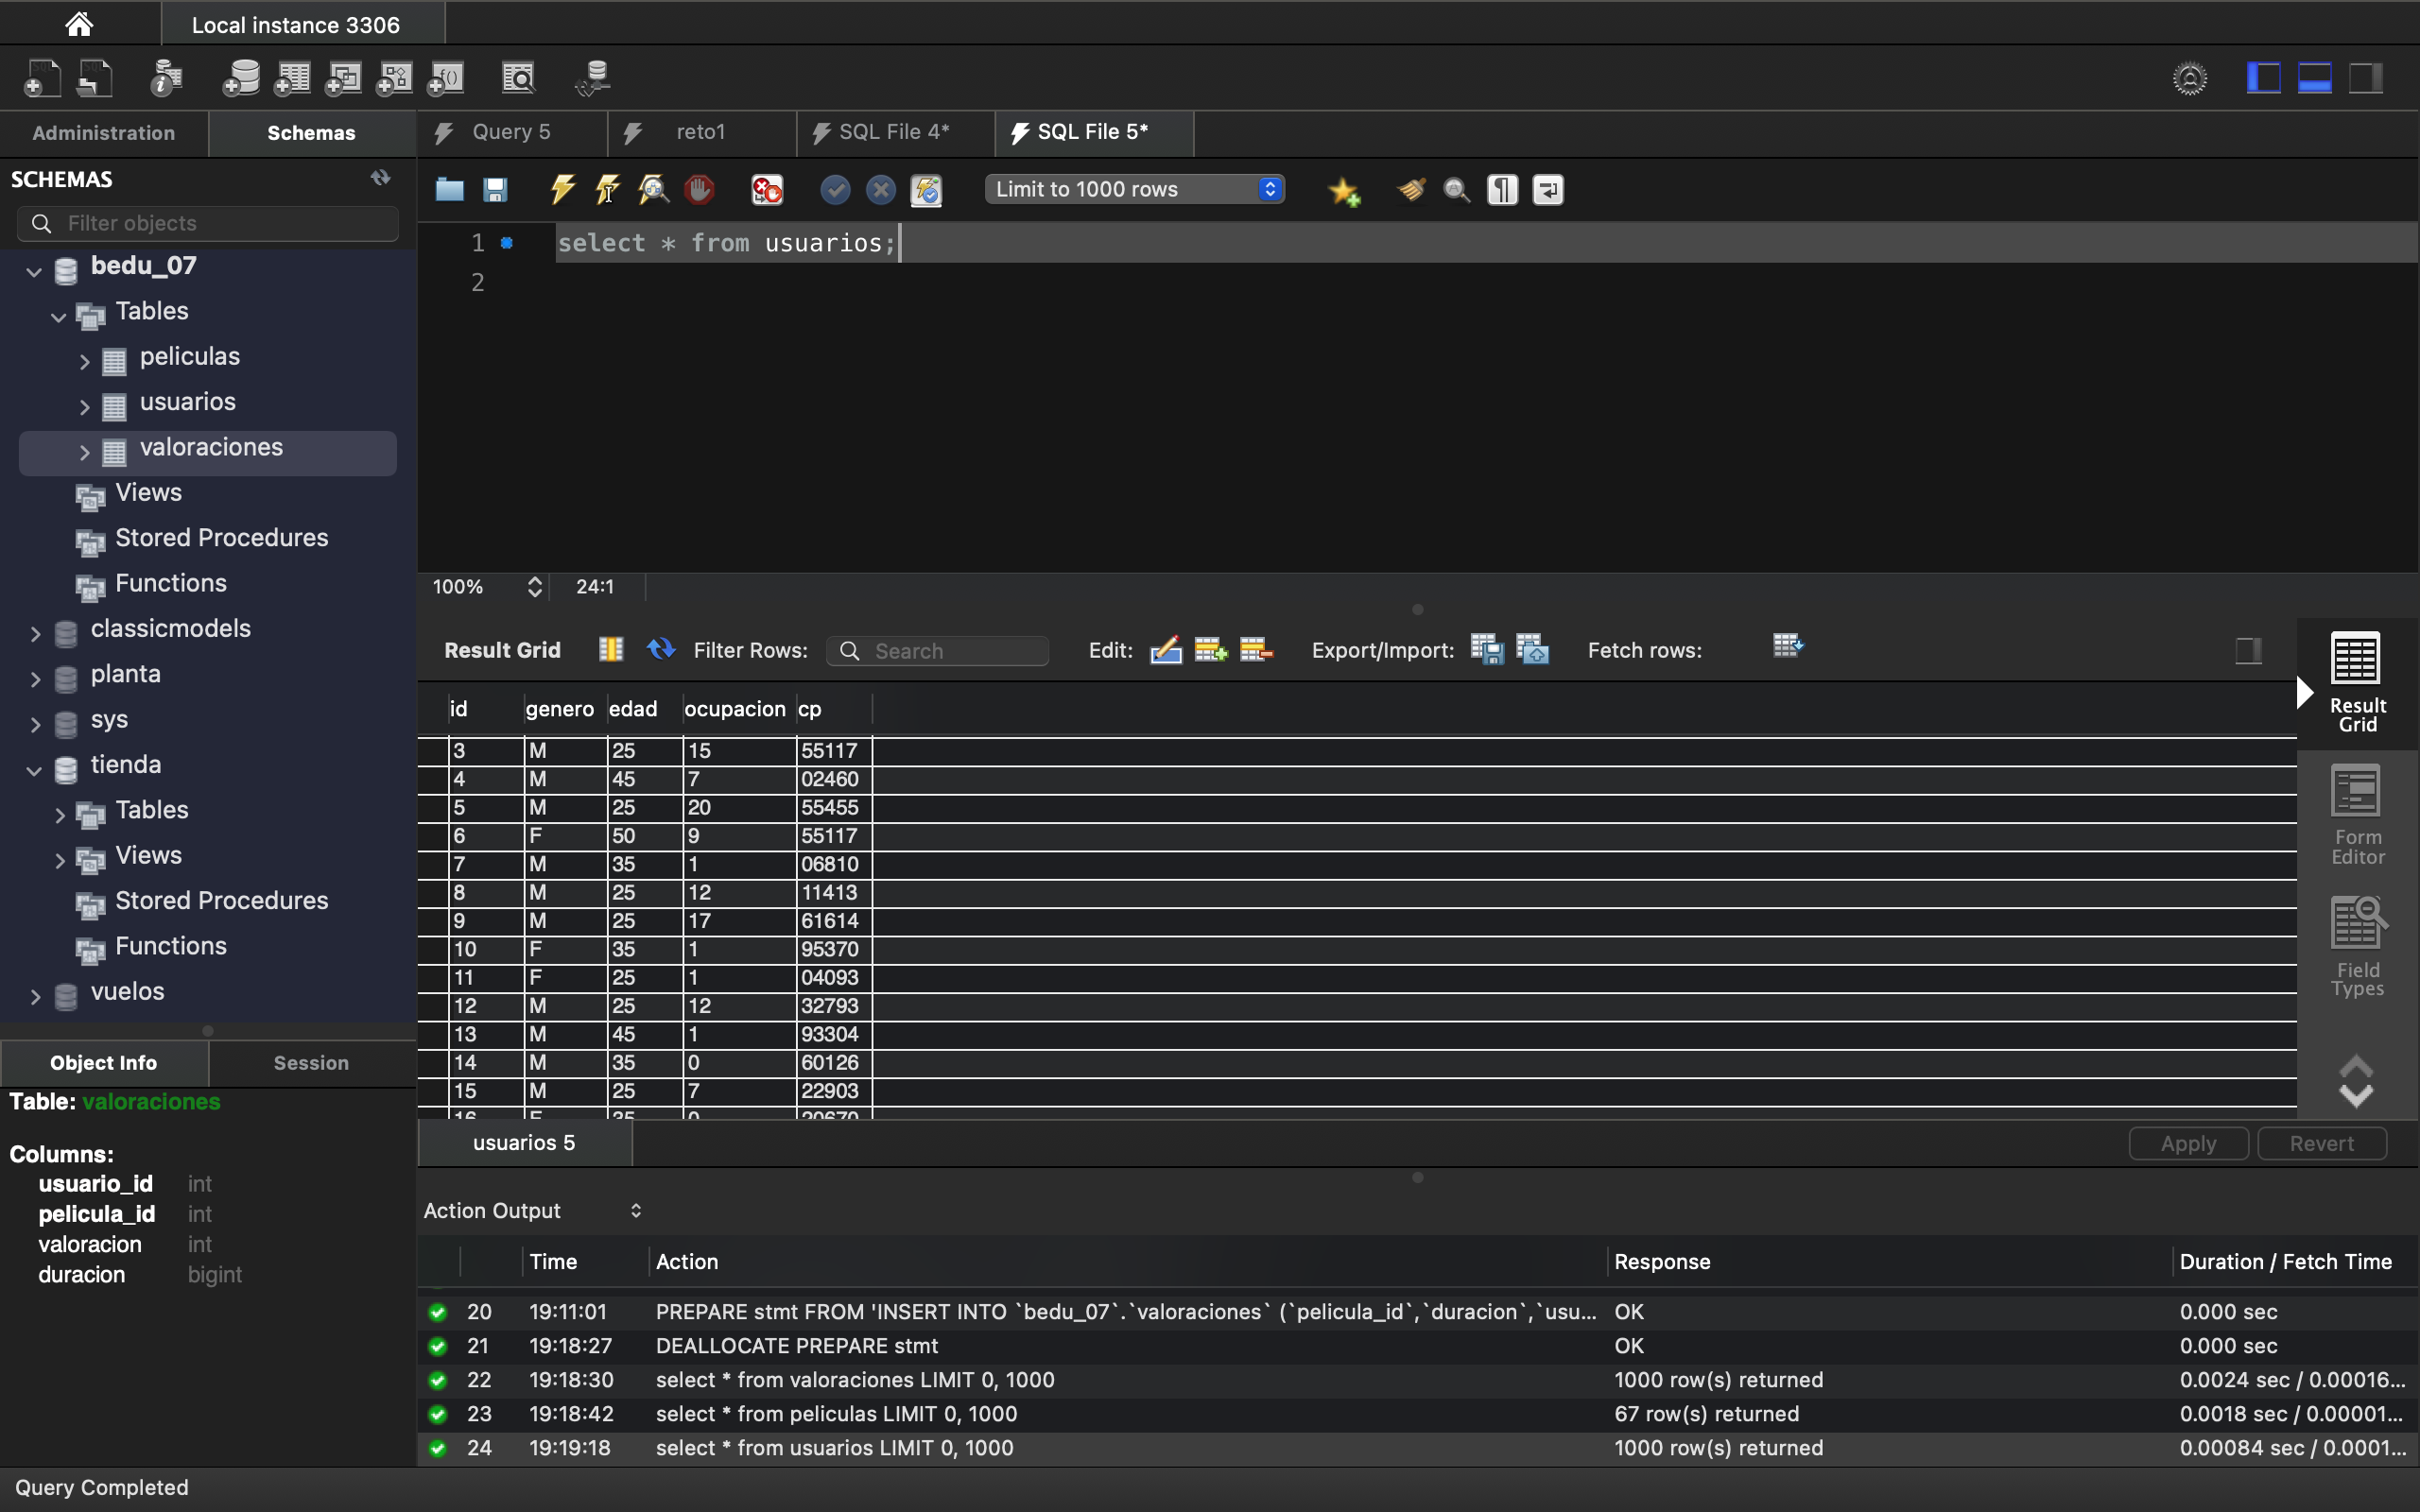 Local instance 3306
Administration
Schemas
Query 5
reto1
SQL File 4*
SQL File 5*
SCHEMAS
Filter objects
Limit to 1000 rows
1 select * from usuarios;
2
bedu_07
Tables
peliculas
usuarios
valoraciones
Views
Stored Procedures
Functions
classicmodels
planta
sys
tienda
Tables
Views
Stored Procedures
Functions
vuelos
100% 24:1
Result Grid Filter Rows: Search Edit: Export/Import: Fetch rows:
id genero edad ocupacion cp
3 M 25 15 55117
4 M 45 7 02460
5 M 25 20 55455
6 F 50 9 55117
7 M 35 1 06810
8 M 25 12 11413
9 M 25 17 61614
10 F 35 1 95370
11 F 25 1 04093
12 M 25 12 32793
13 M 45 1 93304
14 M 35 0 60126
15 M 25 7 22903
16 F 35 0 20670
Result
Grid
Form
Editor
Field
Types
usuarios 5
Apply Revert
Object Info Session
Table: valoraciones
Columns:
usuario_id int
pelicula_id int
valoracion int
duracion bigint
Action Output
Time Action Response Duration / Fetch Time
20 19:11:01 PREPARE stmt FROM 'INSERT INTO `bedu_07`.`valoraciones` (`pelicula_id`,`duracion`,`usu... OK 0.000 sec
21 19:18:27 DEALLOCATE PREPARE stmt OK 0.000 sec
22 19:18:30 select * from valoraciones LIMIT 0, 1000 1000 row(s) returned 0.0024 sec / 0.00016...
23 19:18:42 select * from peliculas LIMIT 0, 1000 67 row(s) returned 0.0018 sec / 0.00001...
24 19:19:18 select * from usuarios LIMIT 0, 1000 1000 row(s) returned 0.00084 sec / 0.0001...
Query Completed